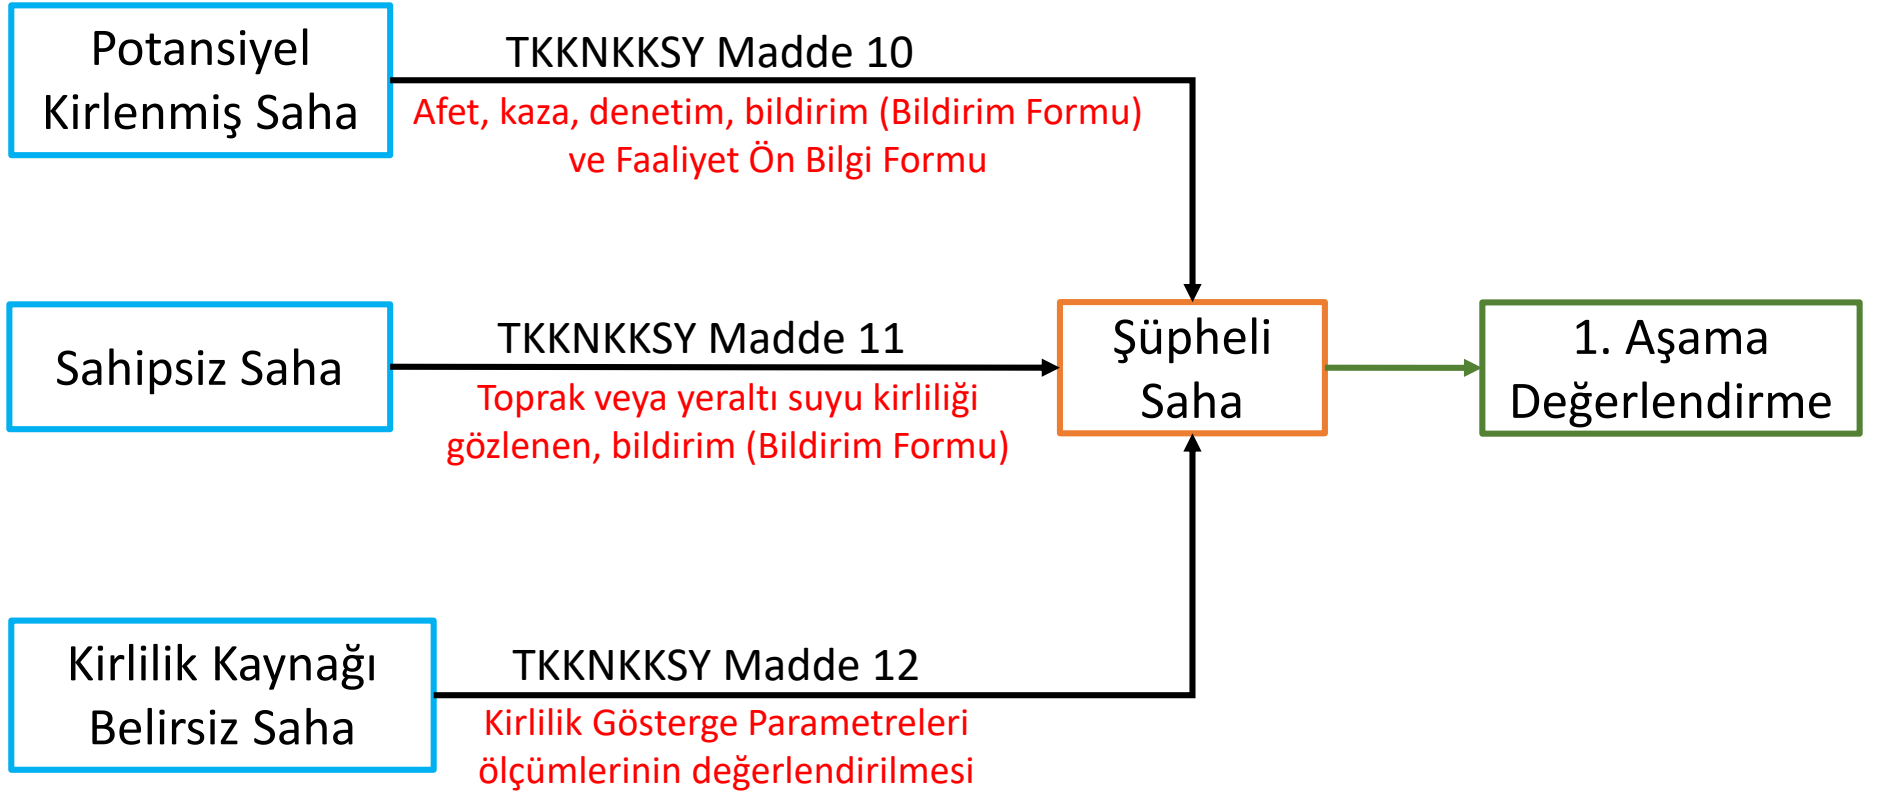 Potansiyel
Kirlenmiş Saha
TKKNKKSY Madde 10
Afet, kaza, denetim, bildirim (Bildirim Formu)
ve Faaliyet Ön Bilgi Formu
Sahipsiz Saha
TKKNKKSY Madde 11
Toprak veya yeraltı suyu kirliliği
gözlenen, bildirim (Bildirim Formu)
Şüpheli
Saha
1. Aşama
Değerlendirme
Kirlilik Kaynağı
Belirsiz Saha
TKKNKKSY Madde 12
Kirlilik Gösterge Parametreleri
ölçümlerinin değerlendirilmesi